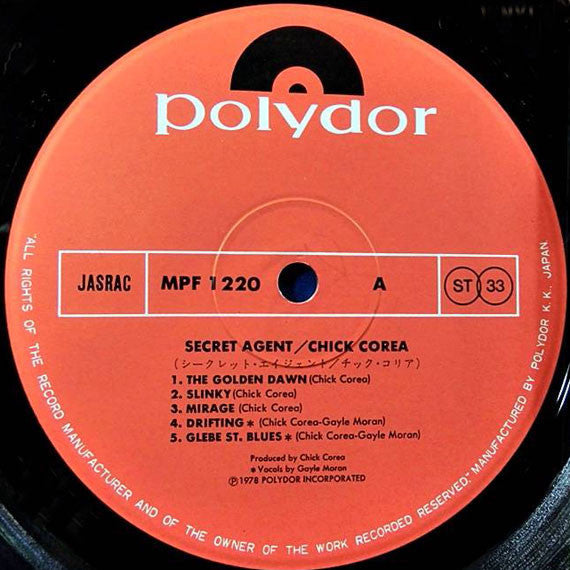 polydor
JASRAC
MPF 1220
A
ST 33
SECRET AGENT/CHICK COREA
(シークレット・エイジェント/チック・コリア)
1. THE GOLDEN DAWN (Chick Corea)
2. SLINKY (Chick Corea)
3. MIRAGE (Chick Corea)
4. DRIFTING * (Chick Corea-Gayle Moran)
5. GLEBE ST. BLUES * (Chick Corea-Gayle Moran)
Produced by Chick Corea
* Vocals by Gayle Moran
Ⓟ1978 POLYDOR INCORPORATED
"ALL RIGHTS OF THE RECORD MANUFACTURER AND OF THE OWNER OF THE WORK RECORDED RESERVED." MANUFACTURED BY POLYDOR K. K., JAPAN